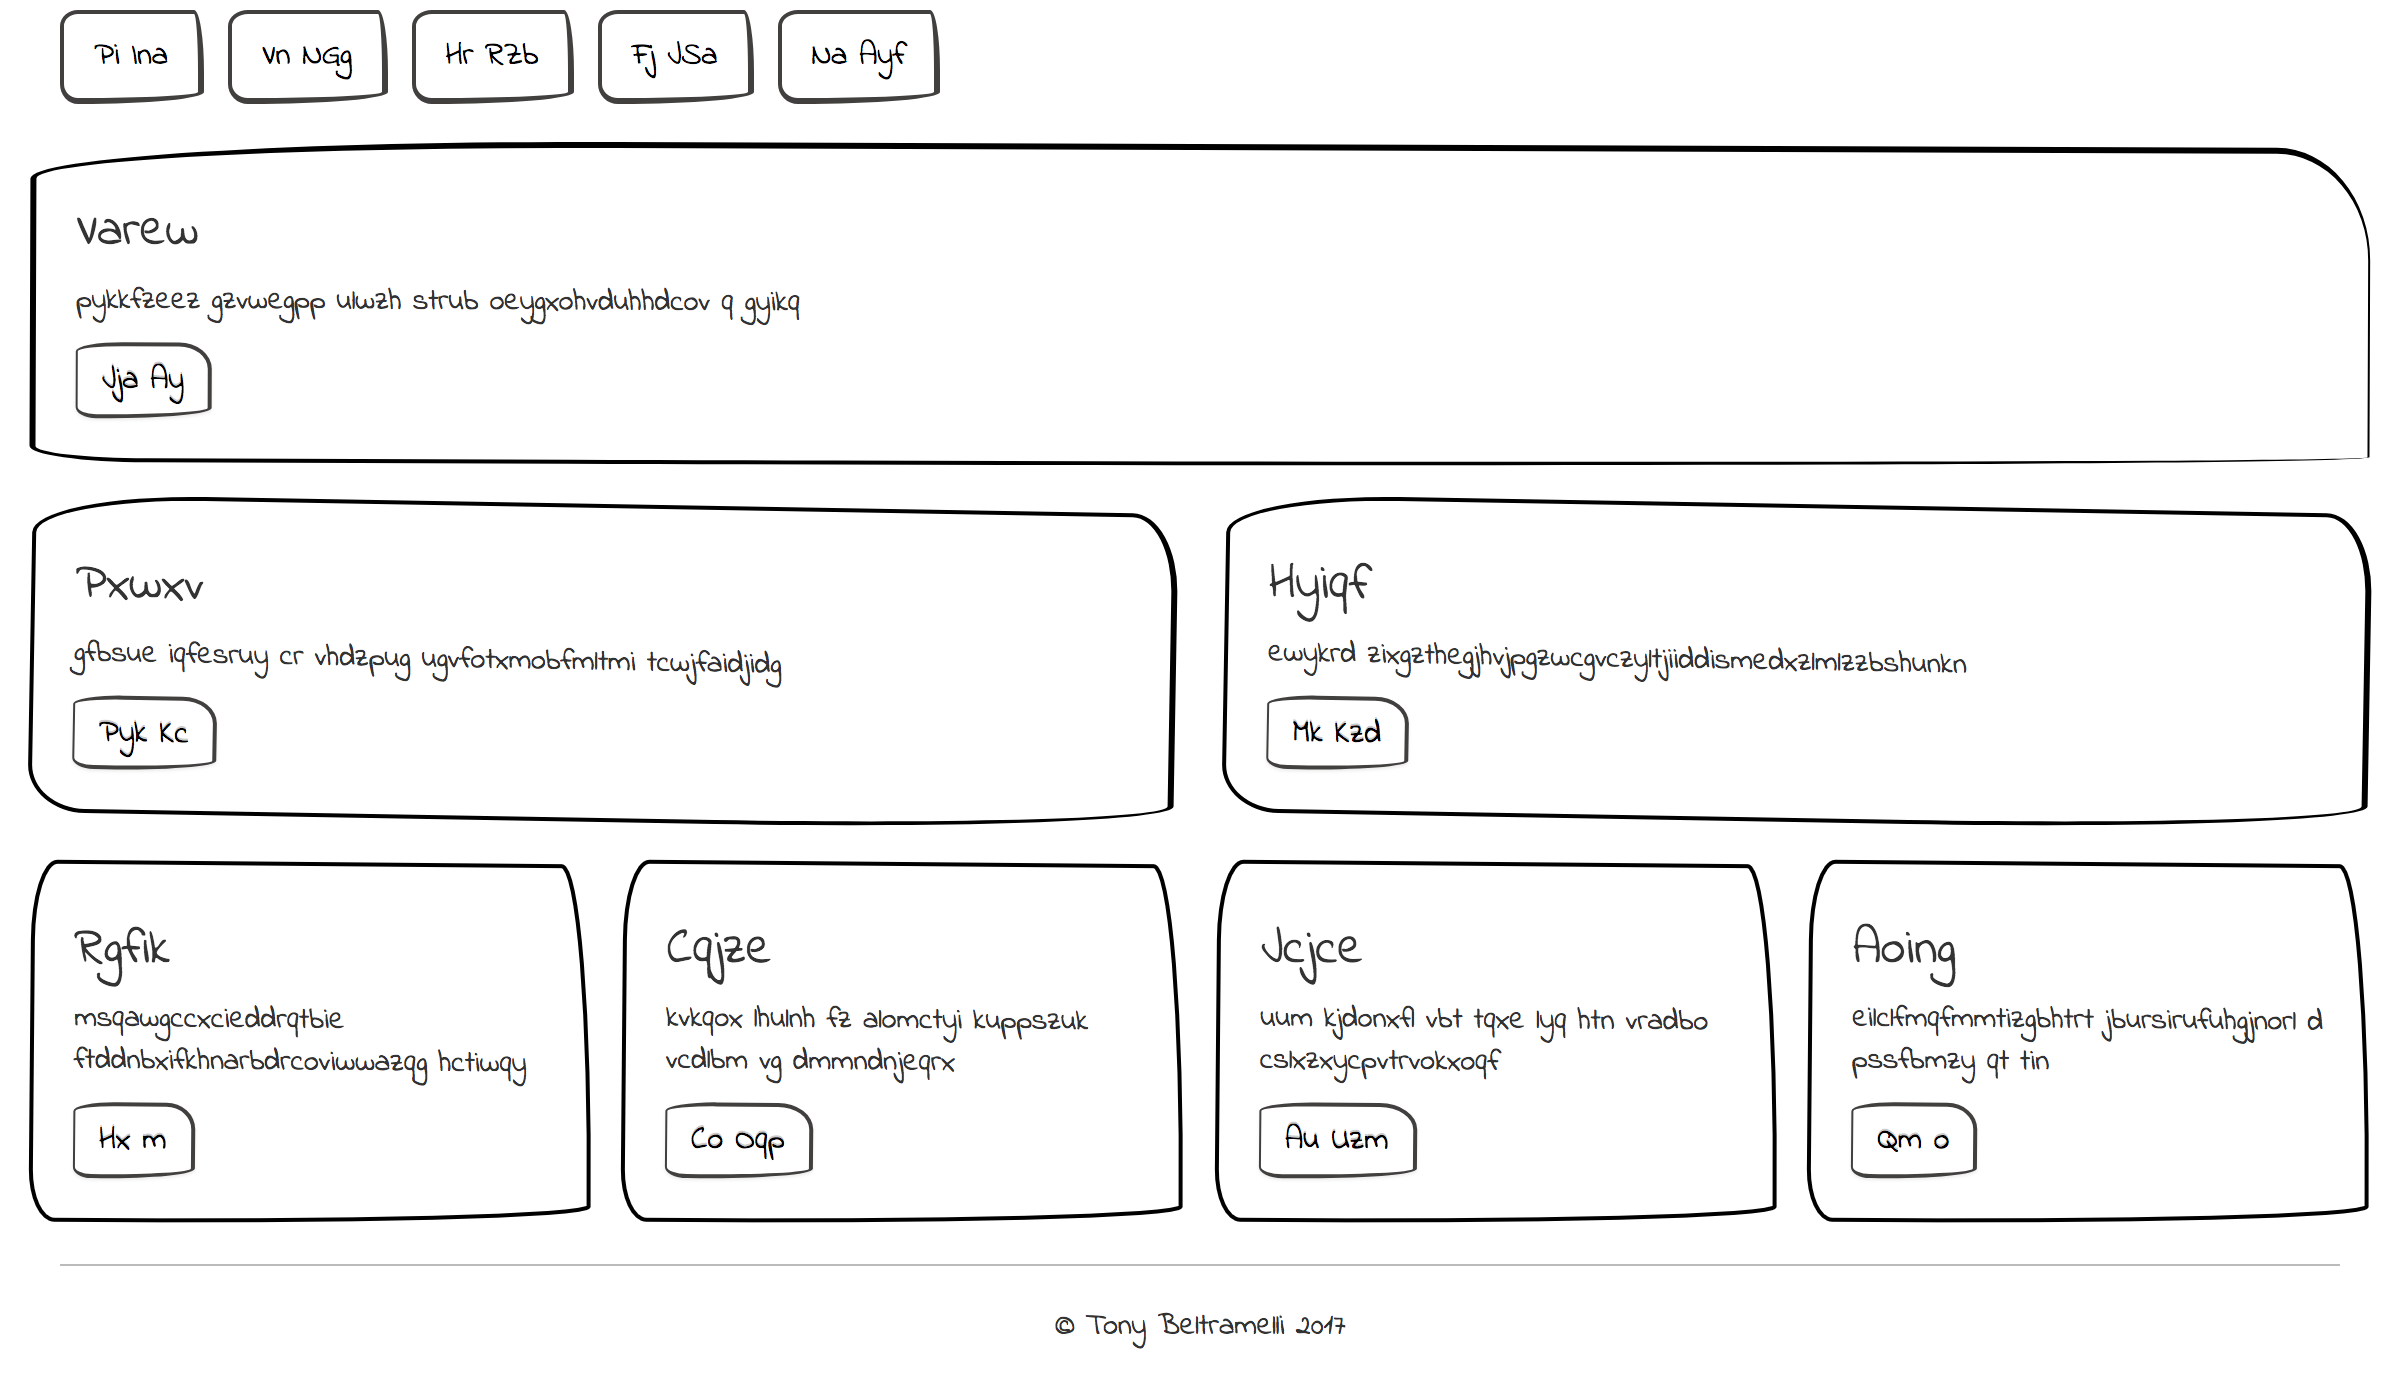 Pi Ina Vn NGg Hr RZb Fj JSa Na Ayf
Varew
pykkfzeez gzvwegpp ulwzh strub oeygxohvduhhdcov q gyikq
Jja Ay
Pxwxv
gfbsue iqfesruy cr vhdzpug ugvfotxmobfmltmi tcwjfaidjidg
Pyk Kc
Hyiqf
ewykrd zixgzthegjhvjpgzwcgvczyltjiiddismedxzlmlzzbshunkn
Mk Kzd
Rgfik
msqawgccxcieddrqtbie
ftddnbxifkhnarbdrcoviwwazqg hctiwqy
Hx m
Cqjze
kvkqox lhulnh fz alomctyi kuppszuk
vcdlbm vg dmmndnjeqrx
Co Oqp
Jcjce
uum kjdonxfl vbt tqxe lyq htn vradbo
cslxzxycpvtrvokxoqf
Au Uzm
Aoing
eilclfmqfmmtizgbhtrt jbursirufuhgjnorl d
pssfbmzy qt tin
Qm o
© Tony Beltramelli 2017